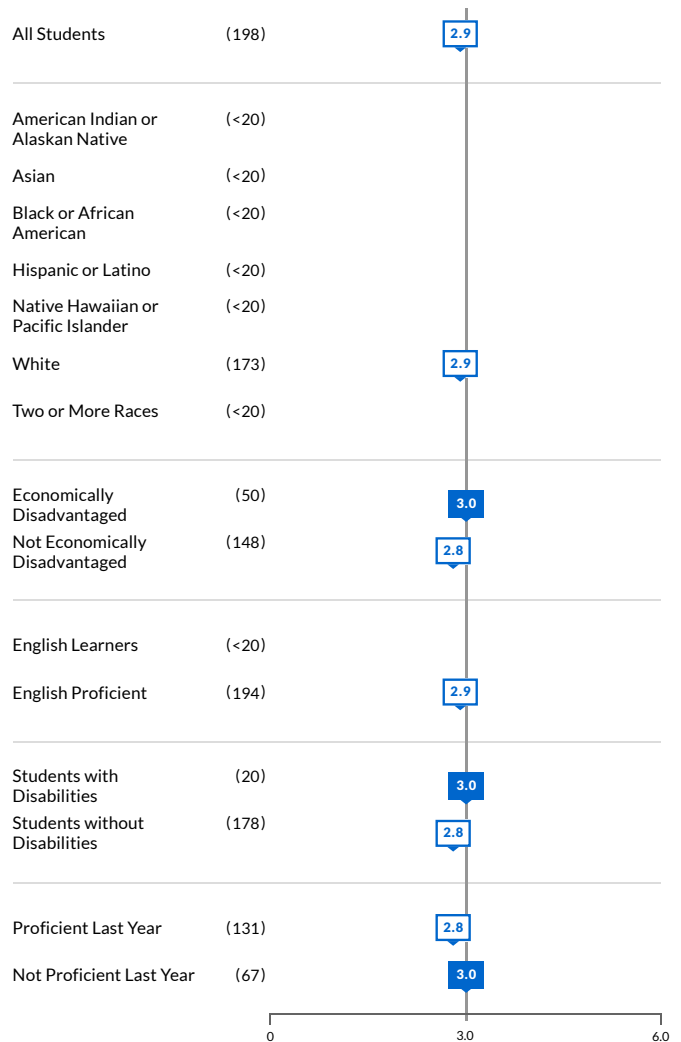 All Students (198) 2.9
American Indian or (<20)
Alaskan Native
Asian (<20)
Black or African (<20)
American
Hispanic or Latino (<20)
Native Hawaiian or (<20)
Pacific Islander
White (173) 2.9
Two or More Races (<20)
Economically (50) 3.0
Disadvantaged
Not Economically (148) 2.8
Disadvantaged
English Learners (<20)
English Proficient (194) 2.9
Students with (20) 3.0
Disabilities
Students without (178) 2.8
Disabilities
Proficient Last Year (131) 2.8
Not Proficient Last Year (67) 3.0
0 3.0 6.0